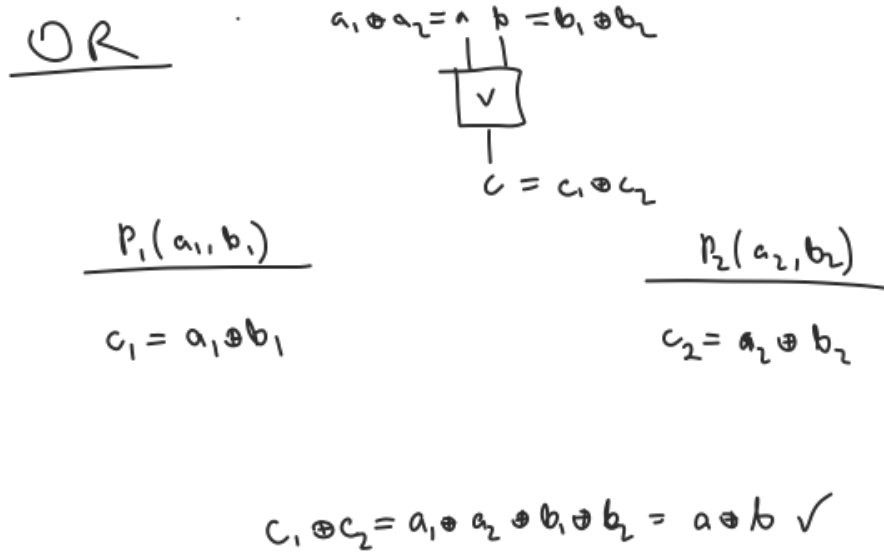 OR
a₁ ⊕ a₂ = a b = b₁ ⊕ b₂
∨
c = c₁ ⊕ c₂
P₁(a₁, b₁)
P₂(a₂, b₂)
c₁ = a₁ ⊕ b₁
c₂ = a₂ ⊕ b₂
c₁ ⊕ c₂ = a₁ ⊕ a₂ ⊕ b₁ ⊕ b₂ = a ⊕ b ✓